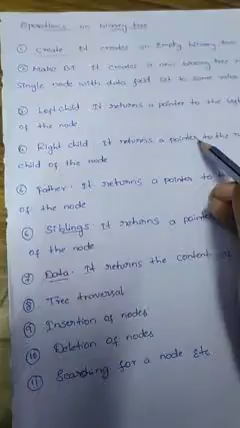 Operations on binary tree
① Create It creates an Empty binary tree
② Make BT. It creates a new binary tree
Single node with data field set to some value
③ Left child It returns a pointer to the left
of the node
④ Right child It returns a pointer to the
child of the node
⑤ Father. It returns a pointer to
of the node
⑥ Siblings It returns a pointer
of the node
⑦ Data. It returns the content of
⑧ Tree traversal
⑨ Insertion of nodes
⑩ Deletion of nodes
⑪ Searching for a node Etc